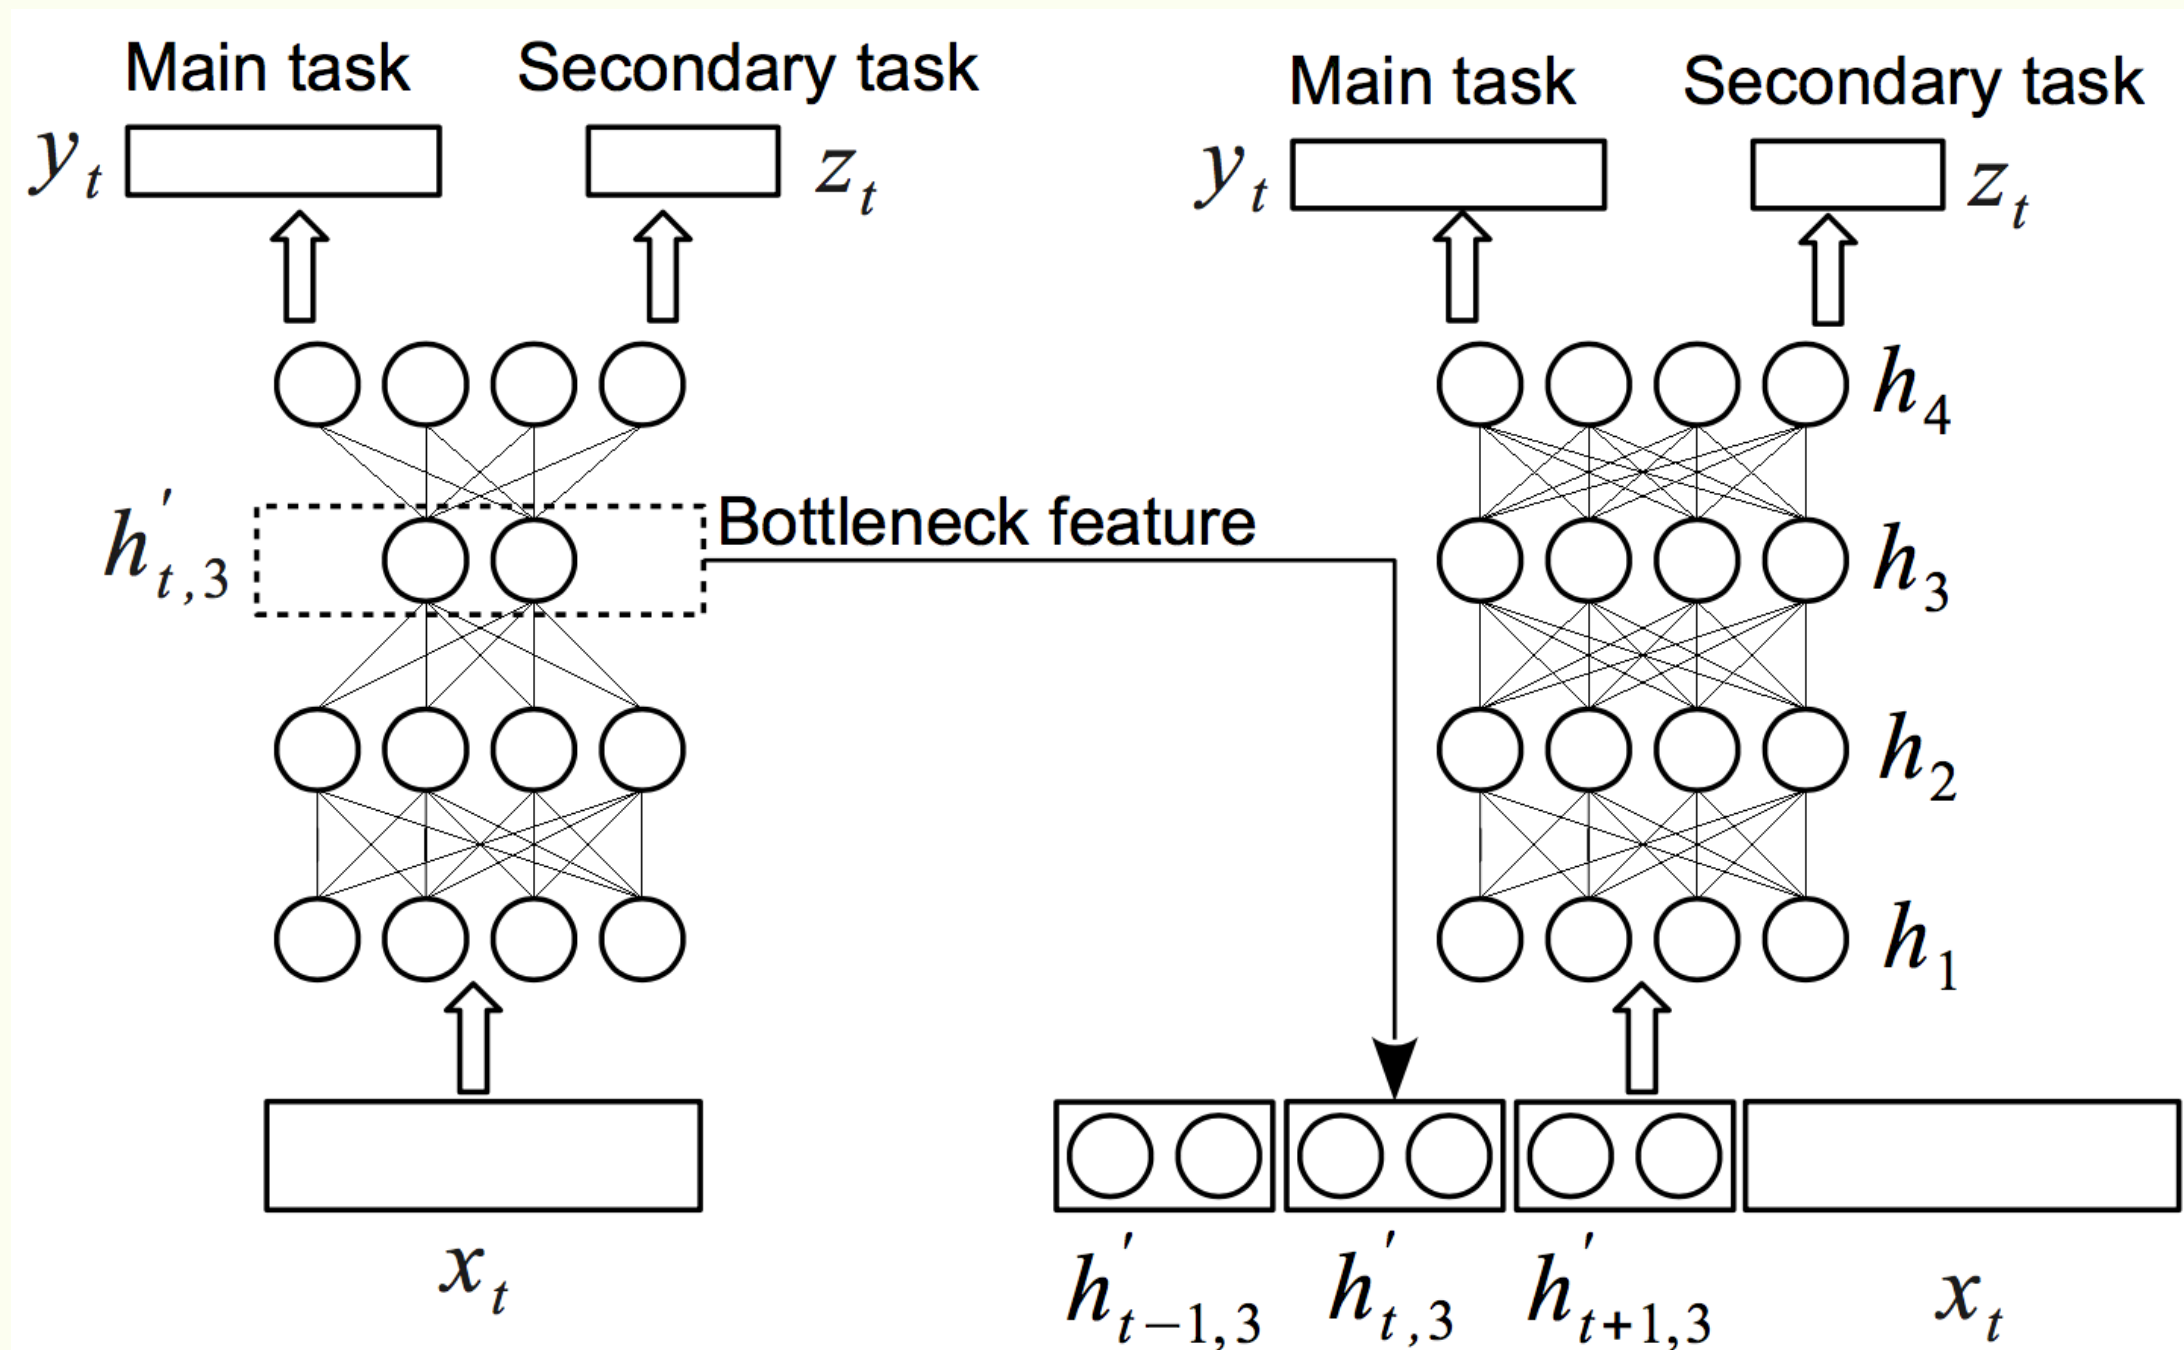 Main task
Secondary task
y_t
z_t
h'_{t,3}
Bottleneck feature
x_t
Main task
Secondary task
y_t
z_t
h_4
h_3
h_2
h_1
h'_{t-1,3}
h'_{t,3}
h'_{t+1,3}
x_t